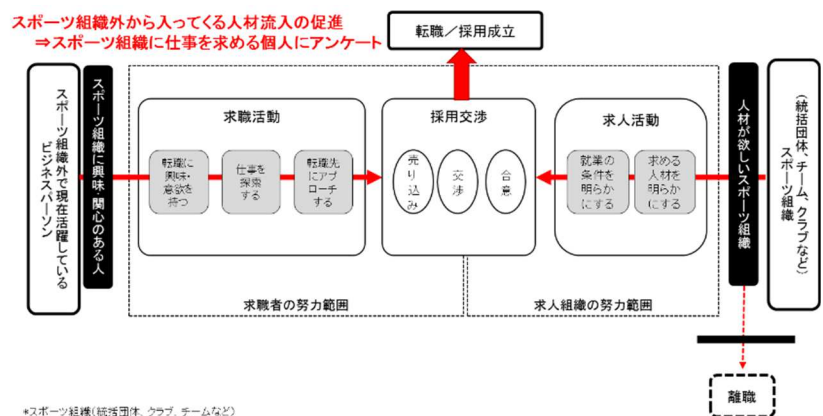 スポーツ組織外から入ってくる人材流入の促進
⇒スポーツ組織に仕事を求める個人にアンケート
転職／採用成立
スポーツ組織外で現在活躍している
ビジネスパーソン
スポーツ組織に興味・関心のある人
求職活動
転職に
興味・
意欲を
持つ
仕事を
探索
する
転職先
にアプ
ローチす
る
採用交渉
売り込み
交渉
合意
求人活動
就業の
条件を
明らか
にする
求める
人材を
明らか
にする
人材が欲しいスポーツ組織
スポーツ組織
（統括団体、チーム、クラブなど）
求職者の努力範囲
求人組織の努力範囲
離職
*スポーツ組織（統括団体、クラブ、チームなど）